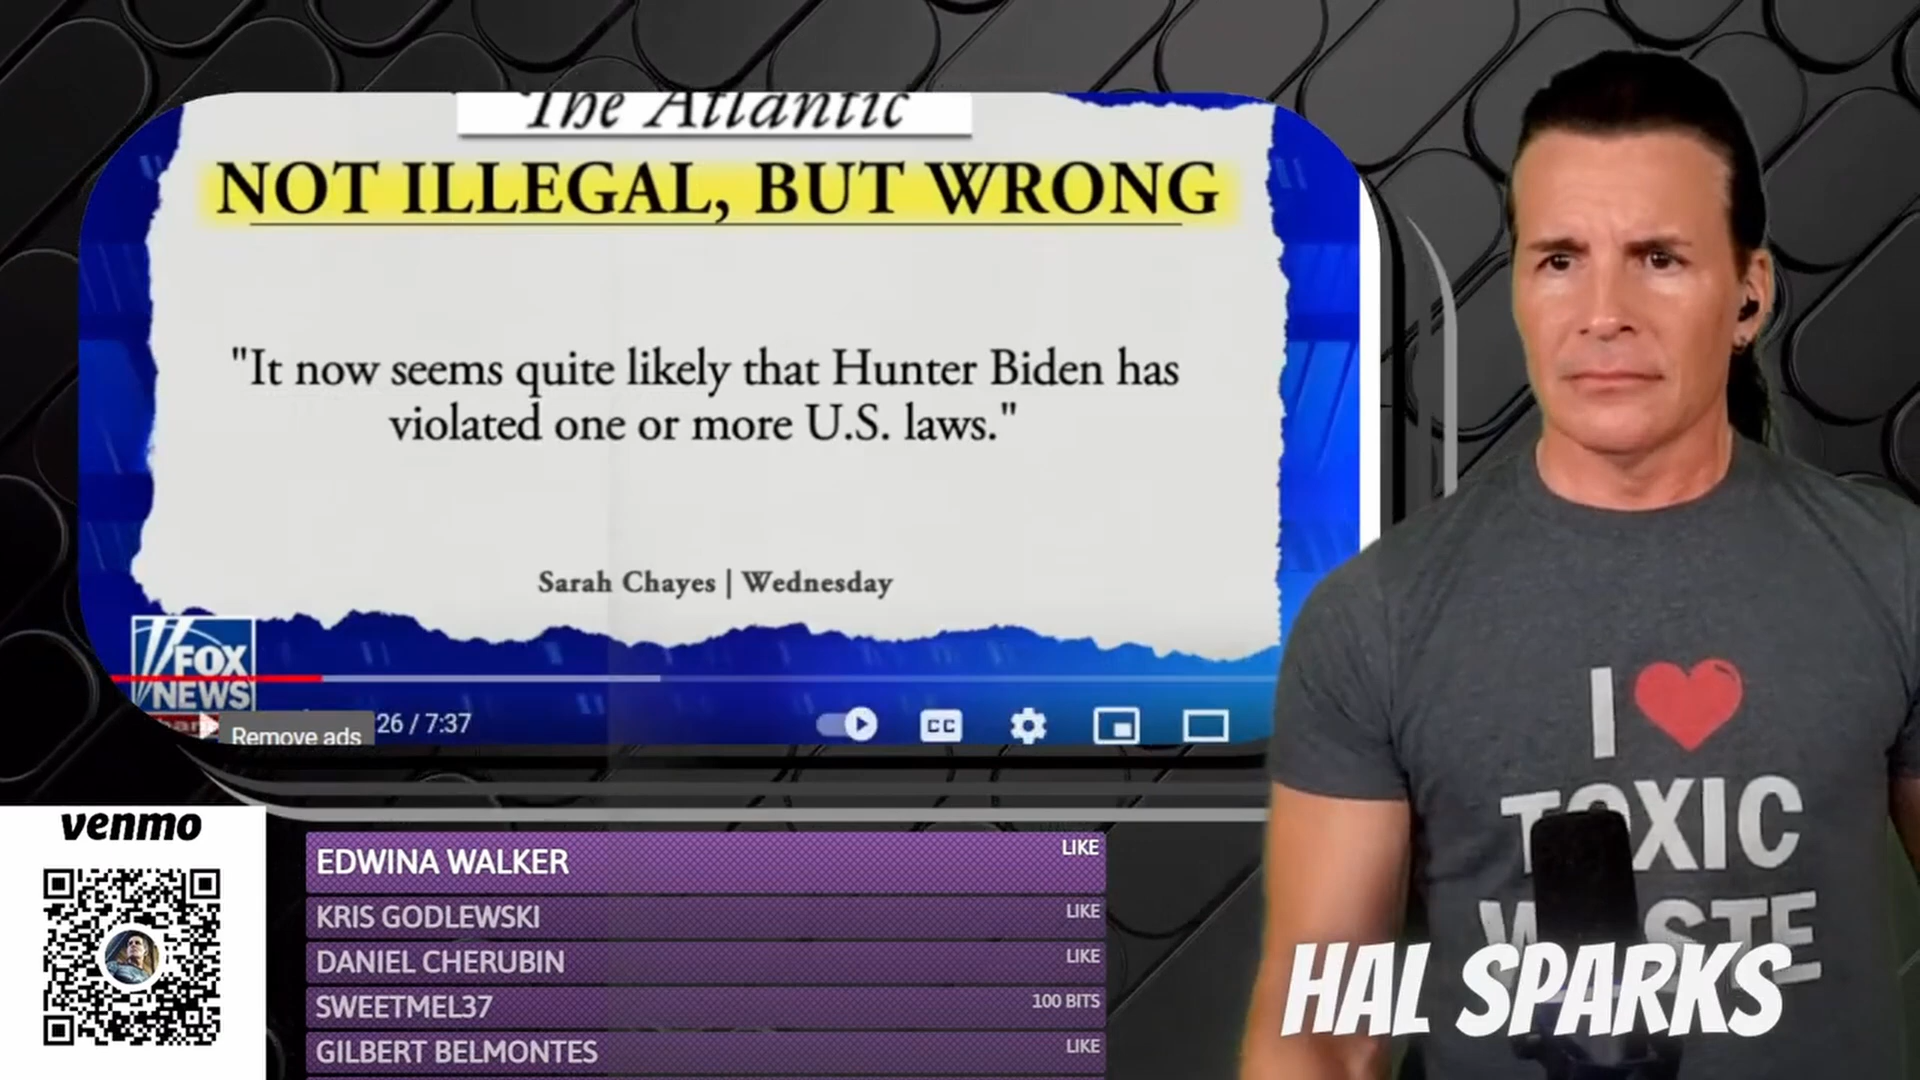 The Atlantic
NOT ILLEGAL, BUT WRONG
"It now seems quite likely that Hunter Biden has
violated one or more U.S. laws."
Sarah Chayes | Wednesday
FOX
NEWS
26 / 7:37
CC
Remove ads
venmo
EDWINA WALKER LIKE
KRIS GODLEWSKI LIKE
DANIEL CHERUBIN LIKE
SWEETMEL37 100 BITS
GILBERT BELMONTES LIKE
I
TOXIC
WASTE
HAL SPARKS